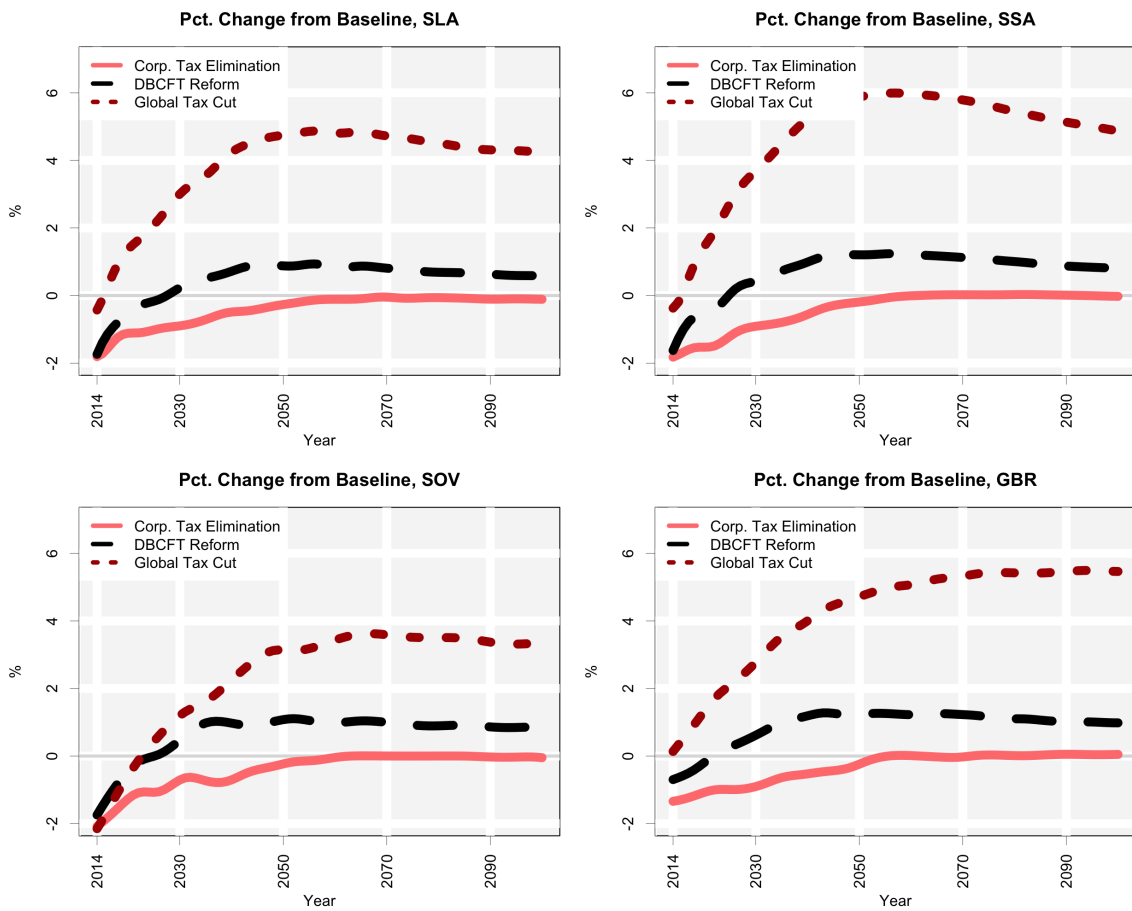 Pct. Change from Baseline, SLA
Corp. Tax Elimination
DBCFT Reform
Global Tax Cut
%
6
4
2
0
-2
2014
2030
2050
2070
2090
Year
Pct. Change from Baseline, SSA
Corp. Tax Elimination
DBCFT Reform
Global Tax Cut
%
6
4
2
0
-2
2014
2030
2050
2070
2090
Year
Pct. Change from Baseline, SOV
Corp. Tax Elimination
DBCFT Reform
Global Tax Cut
%
6
4
2
0
-2
2014
2030
2050
2070
2090
Year
Pct. Change from Baseline, GBR
Corp. Tax Elimination
DBCFT Reform
Global Tax Cut
%
6
4
2
0
-2
2014
2030
2050
2070
2090
Year